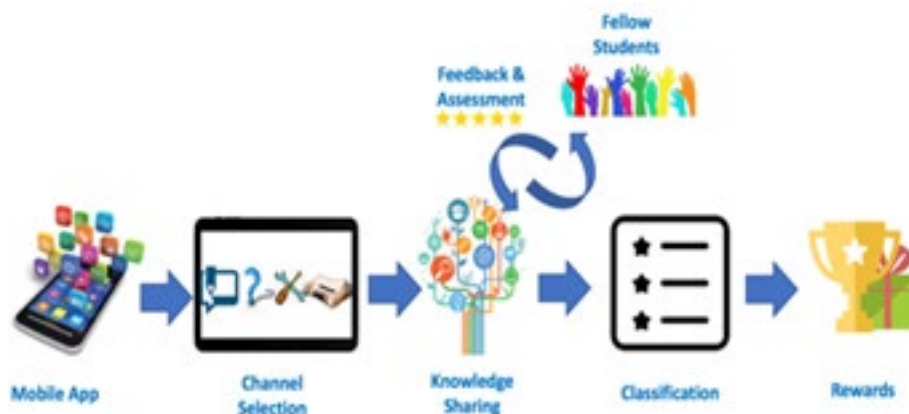 Fellow
Students
Feedback &
Assessment
Mobile App
Channel
Selection
Knowledge
Sharing
Classification
Rewards